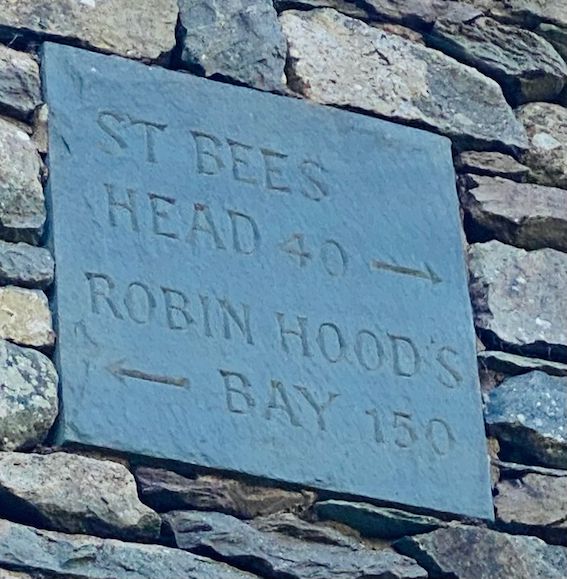 ST BEES
HEAD 40 →
ROBIN HOOD'S
← BAY 150